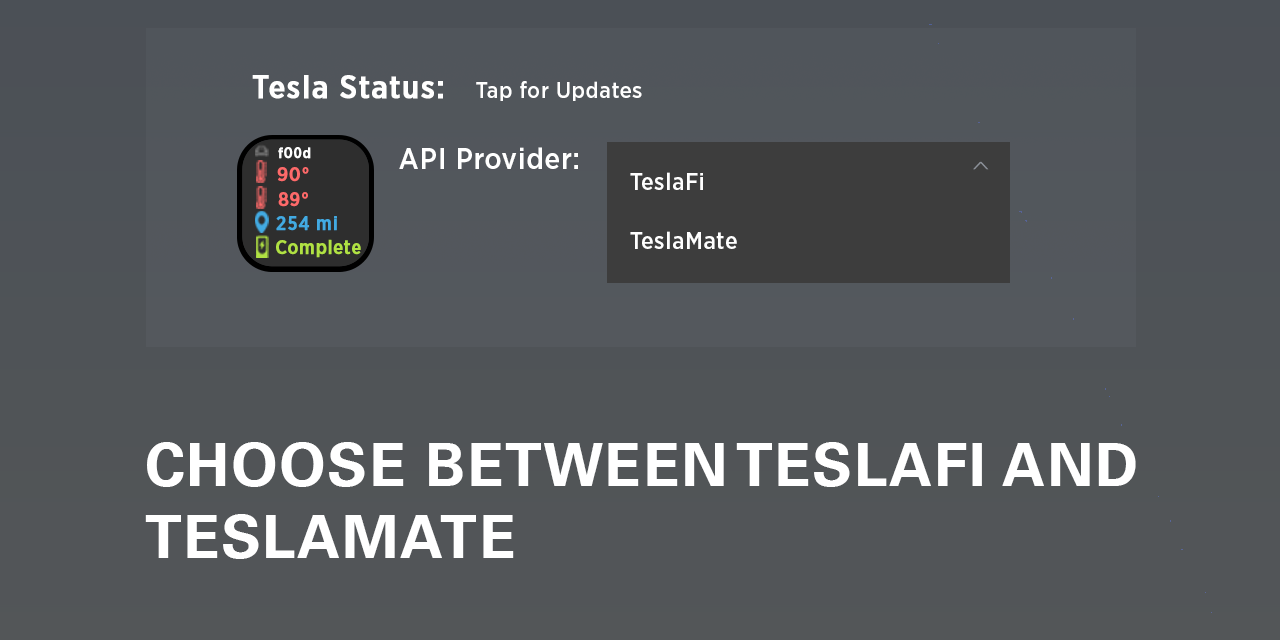 Tesla Status: Tap for Updates
f00d
90°
89°
254 mi
Complete
API Provider:
TeslaFi
TeslaMate
CHOOSE BETWEEN TESLAFI AND
TESLAMATE